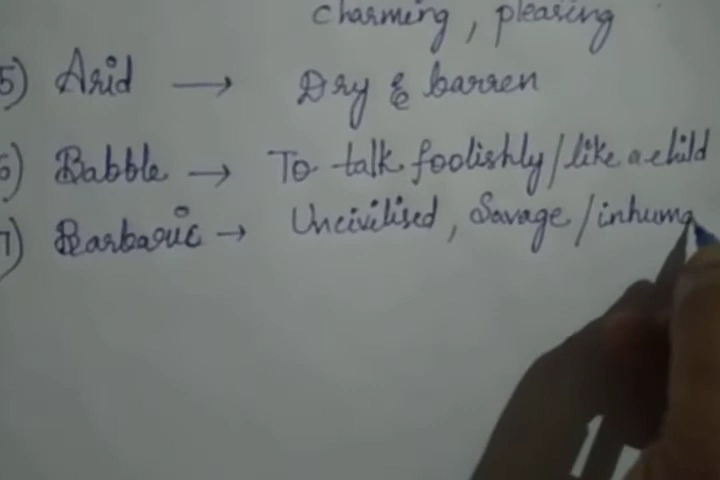 charming, pleasing
5) Arid → Dry & barren
6) Babble → To talk foolishly/like a child
7) Barbaric → Uncivilised, Savage/inhuma